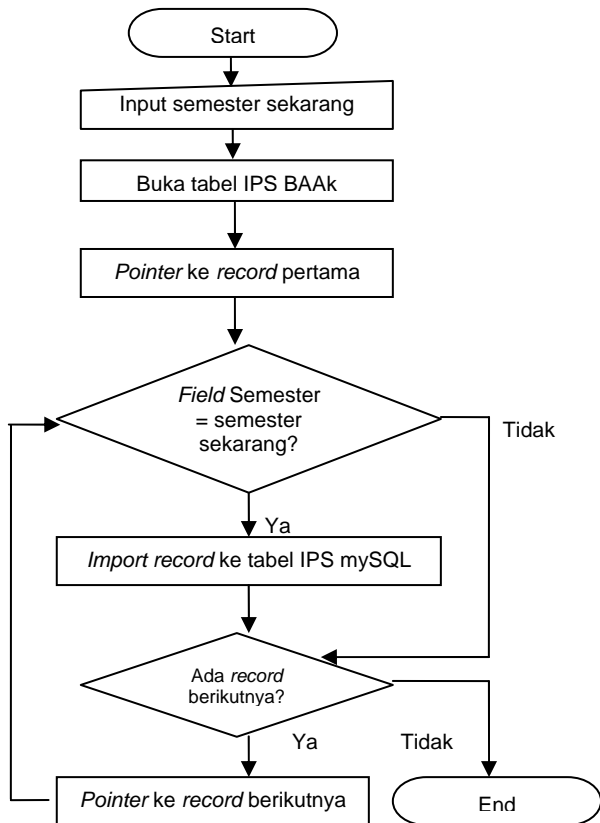 Start
Input semester sekarang
Buka tabel IPS BAAk
Pointer ke record pertama
Field Semester
= semester
sekarang?
Tidak
Ya
Import record ke tabel IPS mySQL
Ada record
berikutnya?
Ya
Tidak
Pointer ke record berikutnya
End